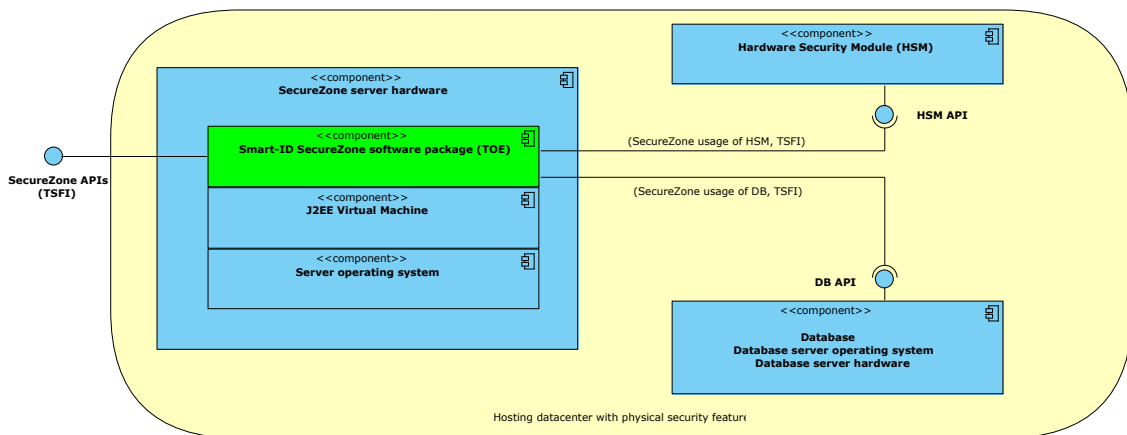 <<component>>
Hardware Security Module (HSM)
<<component>>
SecureZone server hardware
HSM API
<<component>>
Smart-ID SecureZone software package (TOE)
(SecureZone usage of HSM, TSFI)
SecureZone APIs
(TSFI)
(SecureZone usage of DB, TSFI)
<<component>>
J2EE Virtual Machine
<<component>>
Server operating system
DB API
<<component>>
Database
Database server operating system
Database server hardware
Hosting datacenter with physical security feature